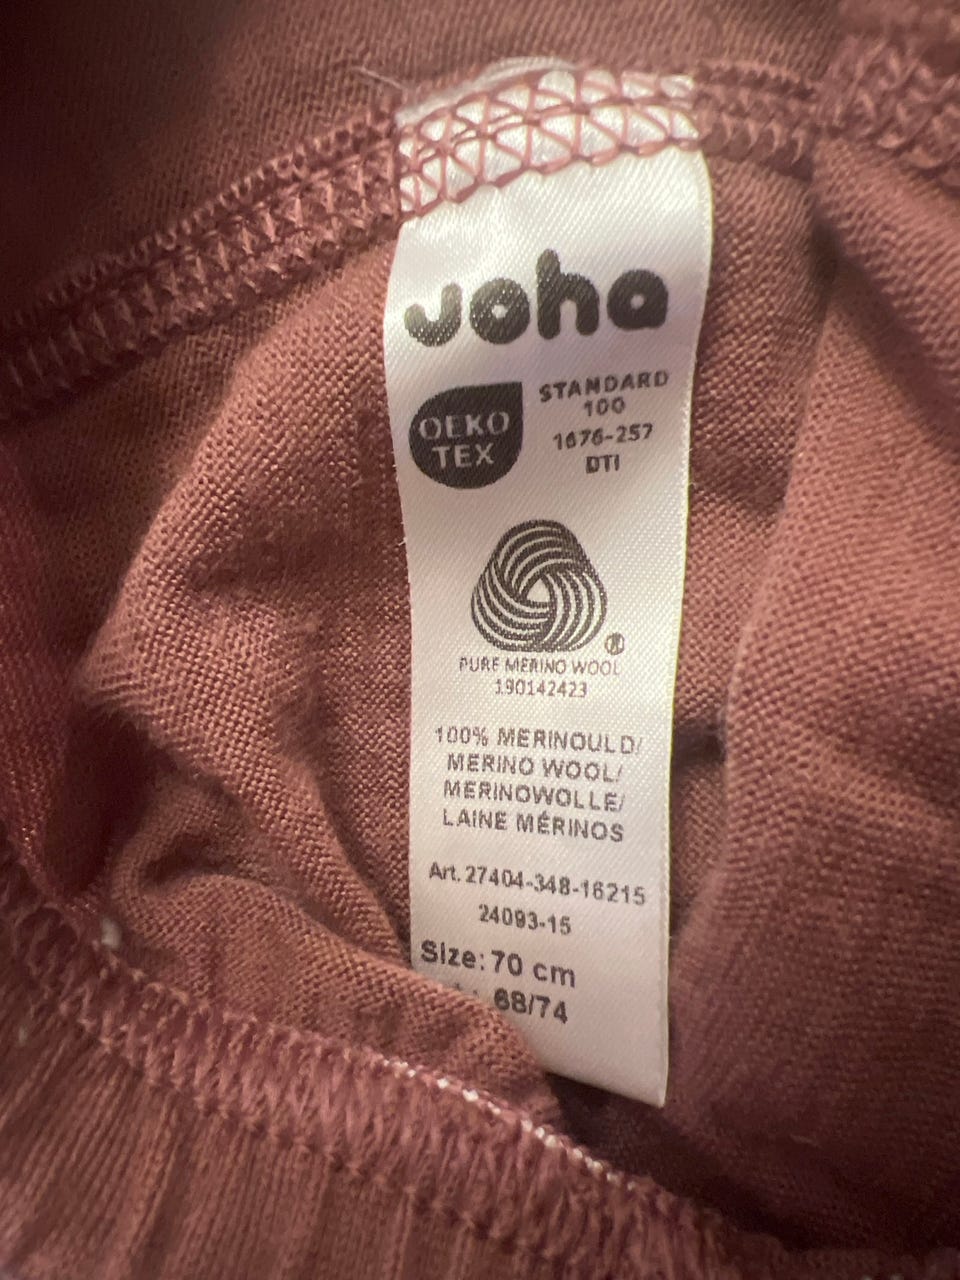 Joha
OEKO
TEX
STANDARD
100
1676-257
DTI
®
PURE MERINO WOOL
190142423
100% MERINOULD/
MERINO WOOL/
MERINOWOLLE/
LAINE MÉRINOS
Art. 27404-348-16215
24093-15
Size: 70 cm
68/74